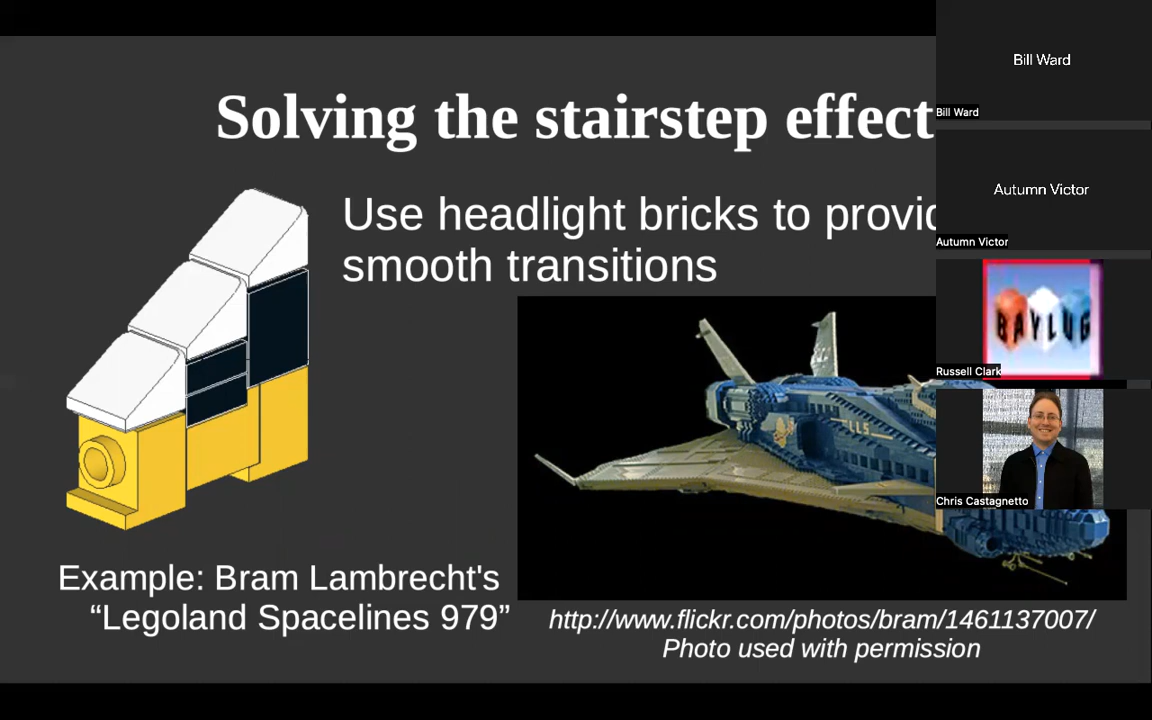 Solving the stairstep effect
Use headlight bricks to provid
smooth transitions
LLS
Example: Bram Lambrecht's
“Legoland Spacelines 979”
http://www.flickr.com/photos/bram/1461137007/
Photo used with permission
Bill Ward
Bill Ward
Autumn Victor
Autumn Victor
BAYLUG
Russell Clark
Chris Castagnetto